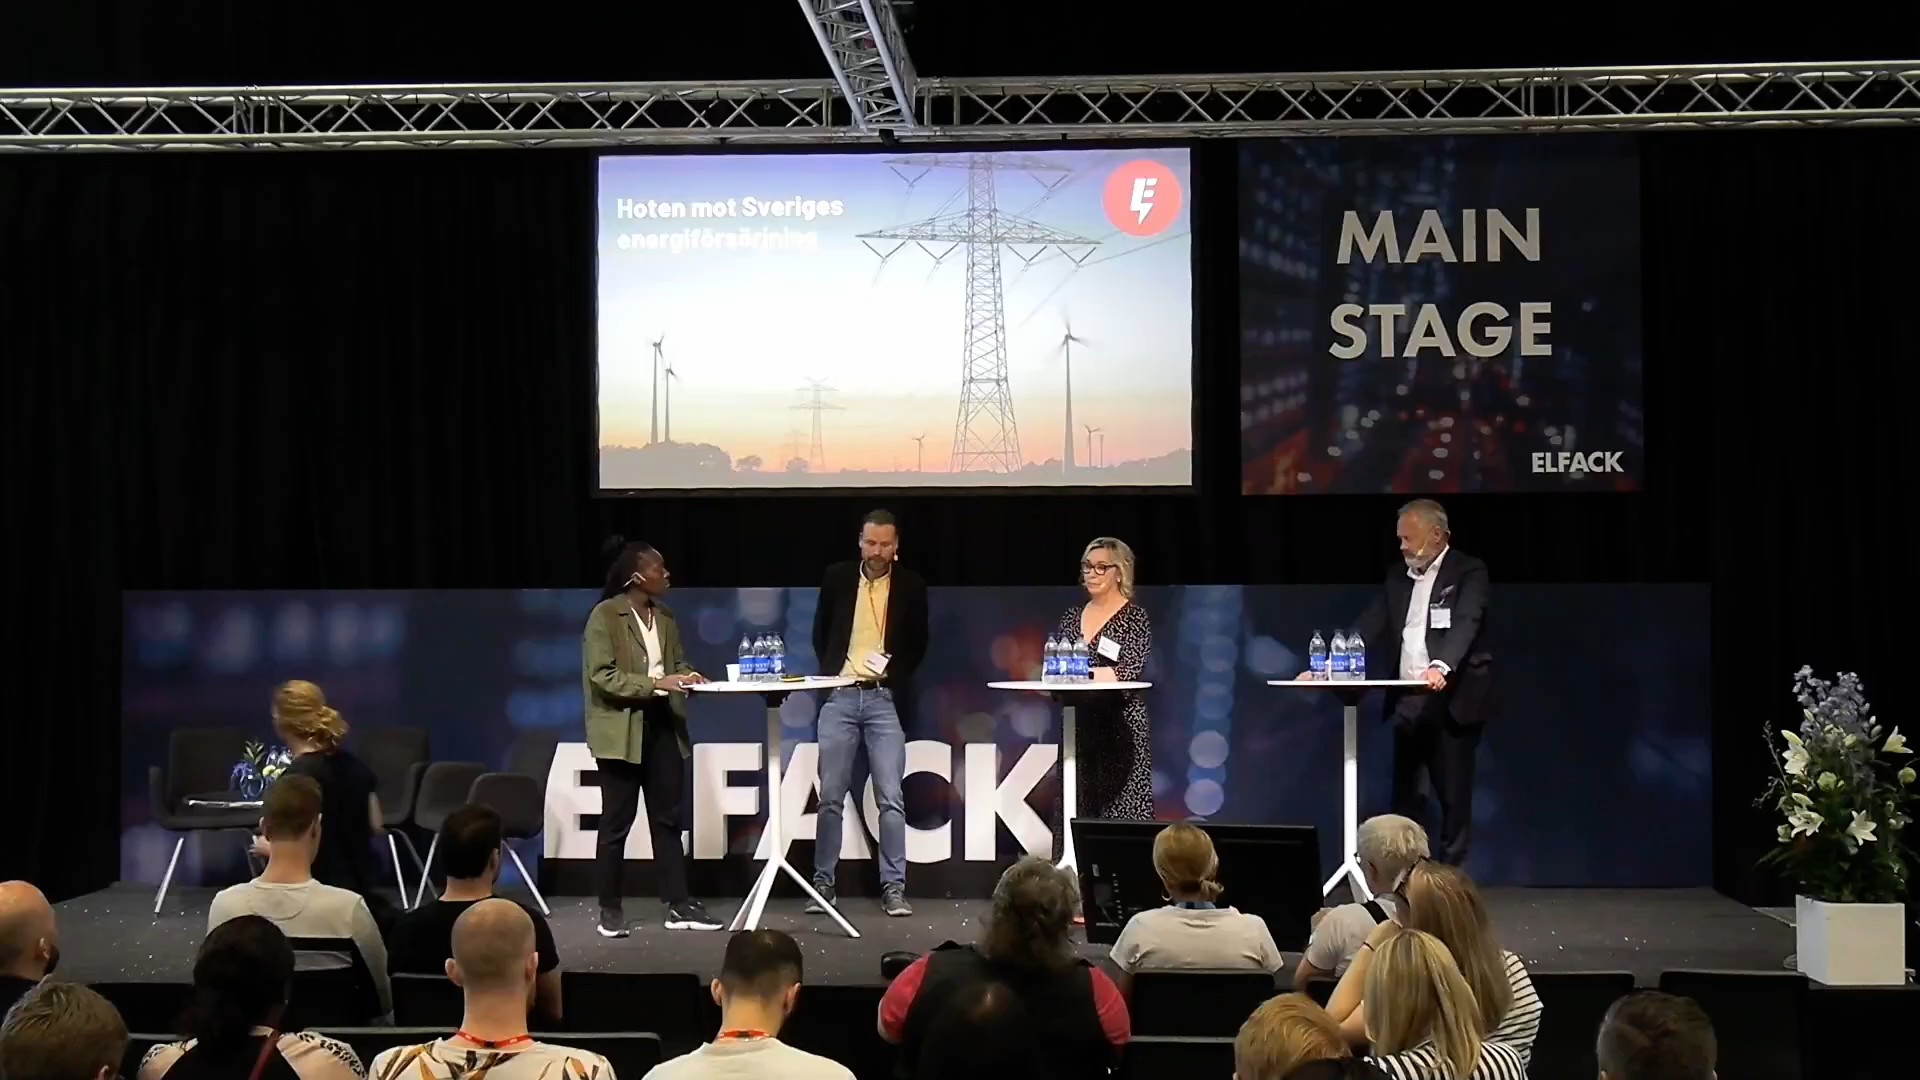 Hoten mot Sveriges
energiförsörjning
E
MAIN
STAGE
ELFACK
ELFACK